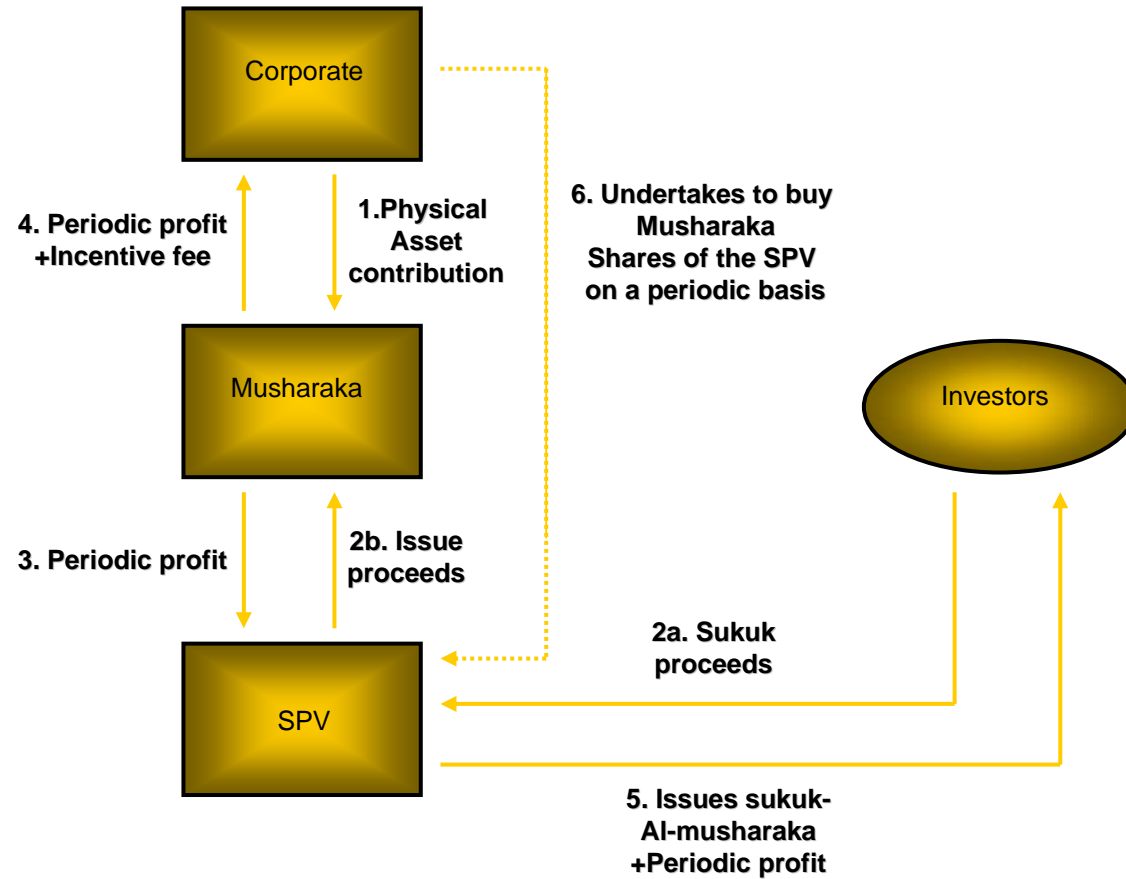 Corporate
4. Periodic profit
+Incentive fee
1.Physical
Asset
contribution
6. Undertakes to buy
Musharaka
Shares of the SPV
on a periodic basis
Musharaka
Investors
3. Periodic profit
2b. Issue
proceeds
2a. Sukuk
proceeds
SPV
5. Issues sukuk-
Al-musharaka
+Periodic profit